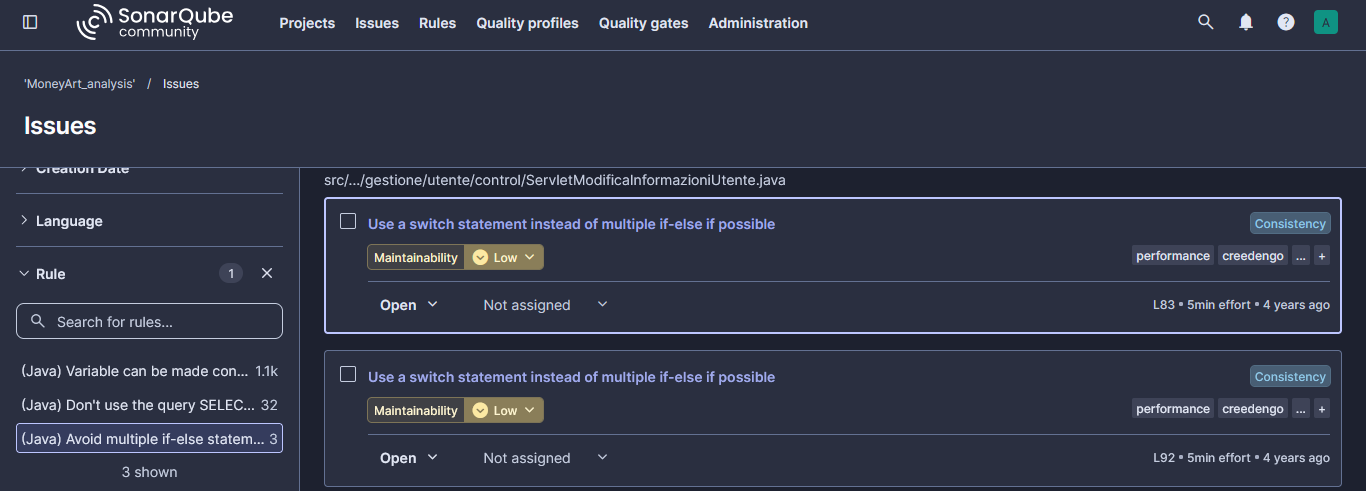 SonarQube community
Projects Issues Rules Quality profiles Quality gates Administration
? A
'MoneyArt_analysis' / Issues
Issues
Creation Date
Language
Rule 1
Search for rules...
(Java) Variable can be made con... 1.1k
(Java) Don't use the query SELEC... 32
(Java) Avoid multiple if-else statem... 3
3 shown
src/.../gestione/utente/control/ServletModificaInformazioniUtente.java
Use a switch statement instead of multiple if-else if possible Consistency
Maintainability Low performance creedengo ... +
Open Not assigned L83 • 5min effort • 4 years ago
Use a switch statement instead of multiple if-else if possible Consistency
Maintainability Low performance creedengo ... +
Open Not assigned L92 • 5min effort • 4 years ago